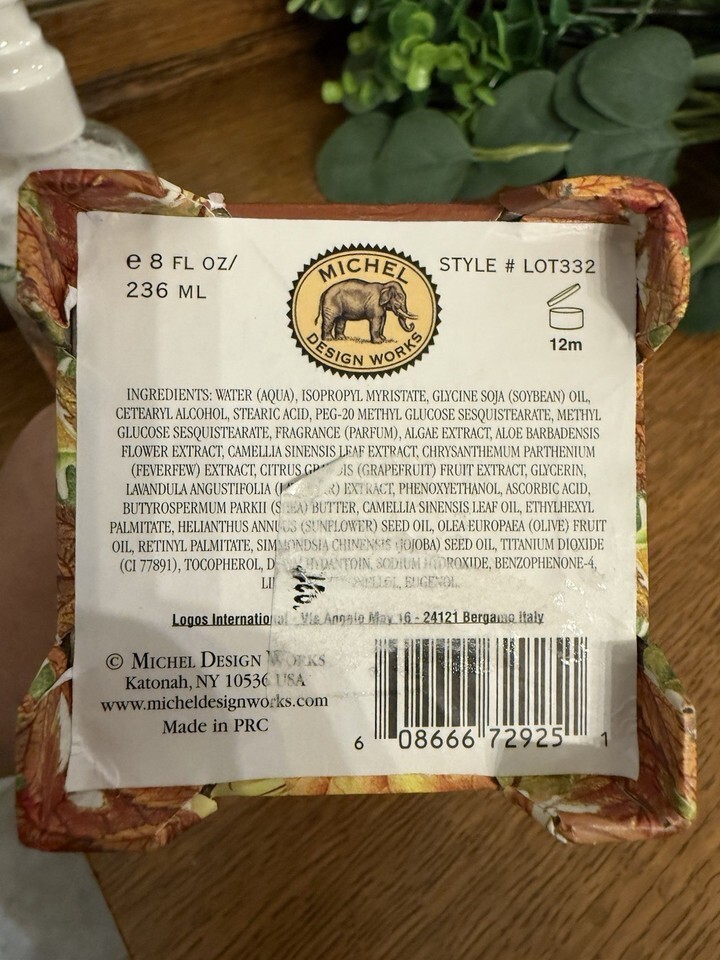 e 8 FL OZ/
236 ML
MICHEL
DESIGN WORKS
STYLE # LOT332
12m
INGREDIENTS: WATER (AQUA), ISOPROPYL MYRISTATE, GLYCINE SOJA (SOYBEAN) OIL,
CETEARYL ALCOHOL, STEARIC ACID, PEG-20 METHYL GLUCOSE SESQUISTEARATE, METHYL
GLUCOSE SESQUISTEARATE, FRAGRANCE (PARFUM), ALGAE EXTRACT, ALOE BARBADENSIS
FLOWER EXTRACT, CAMELLIA SINENSIS LEAF EXTRACT, CHRYSANTHEMUM PARTHENIUM
(FEVERFEW) EXTRACT, CITRUS (GRAPEFRUIT) FRUIT EXTRACT, GLYCERIN,
LAVANDULA ANGUSTIFOLIA EXTRACT, PHENOXYETHANOL, ASCORBIC ACID,
BUTYROSPERMUM PARKII (SHEA) BUTTER, CAMELLIA SINENSIS LEAF OIL, ETHYLHEXYL
PALMITATE, HELIANTHUS ANNUUS (SUNFLOWER) SEED OIL, OLEA EUROPAEA (OLIVE) FRUIT
OIL, RETINYL PALMITATE, SIMMONDSIA CHINENSIS (JOJOBA) SEED OIL, TITANIUM DIOXIDE
(CI 77891), TOCOPHEROL, SODIUM HYDROXIDE, BENZOPHENONE-4,
EUGENOL.
Logos International - Via Angelo May 16 - 24121 Bergamo Italy
© MICHEL DESIGN WORKS
Katonah, NY 10536 USA
www.micheldesignworks.com
Made in PRC
6 08666 72925 1